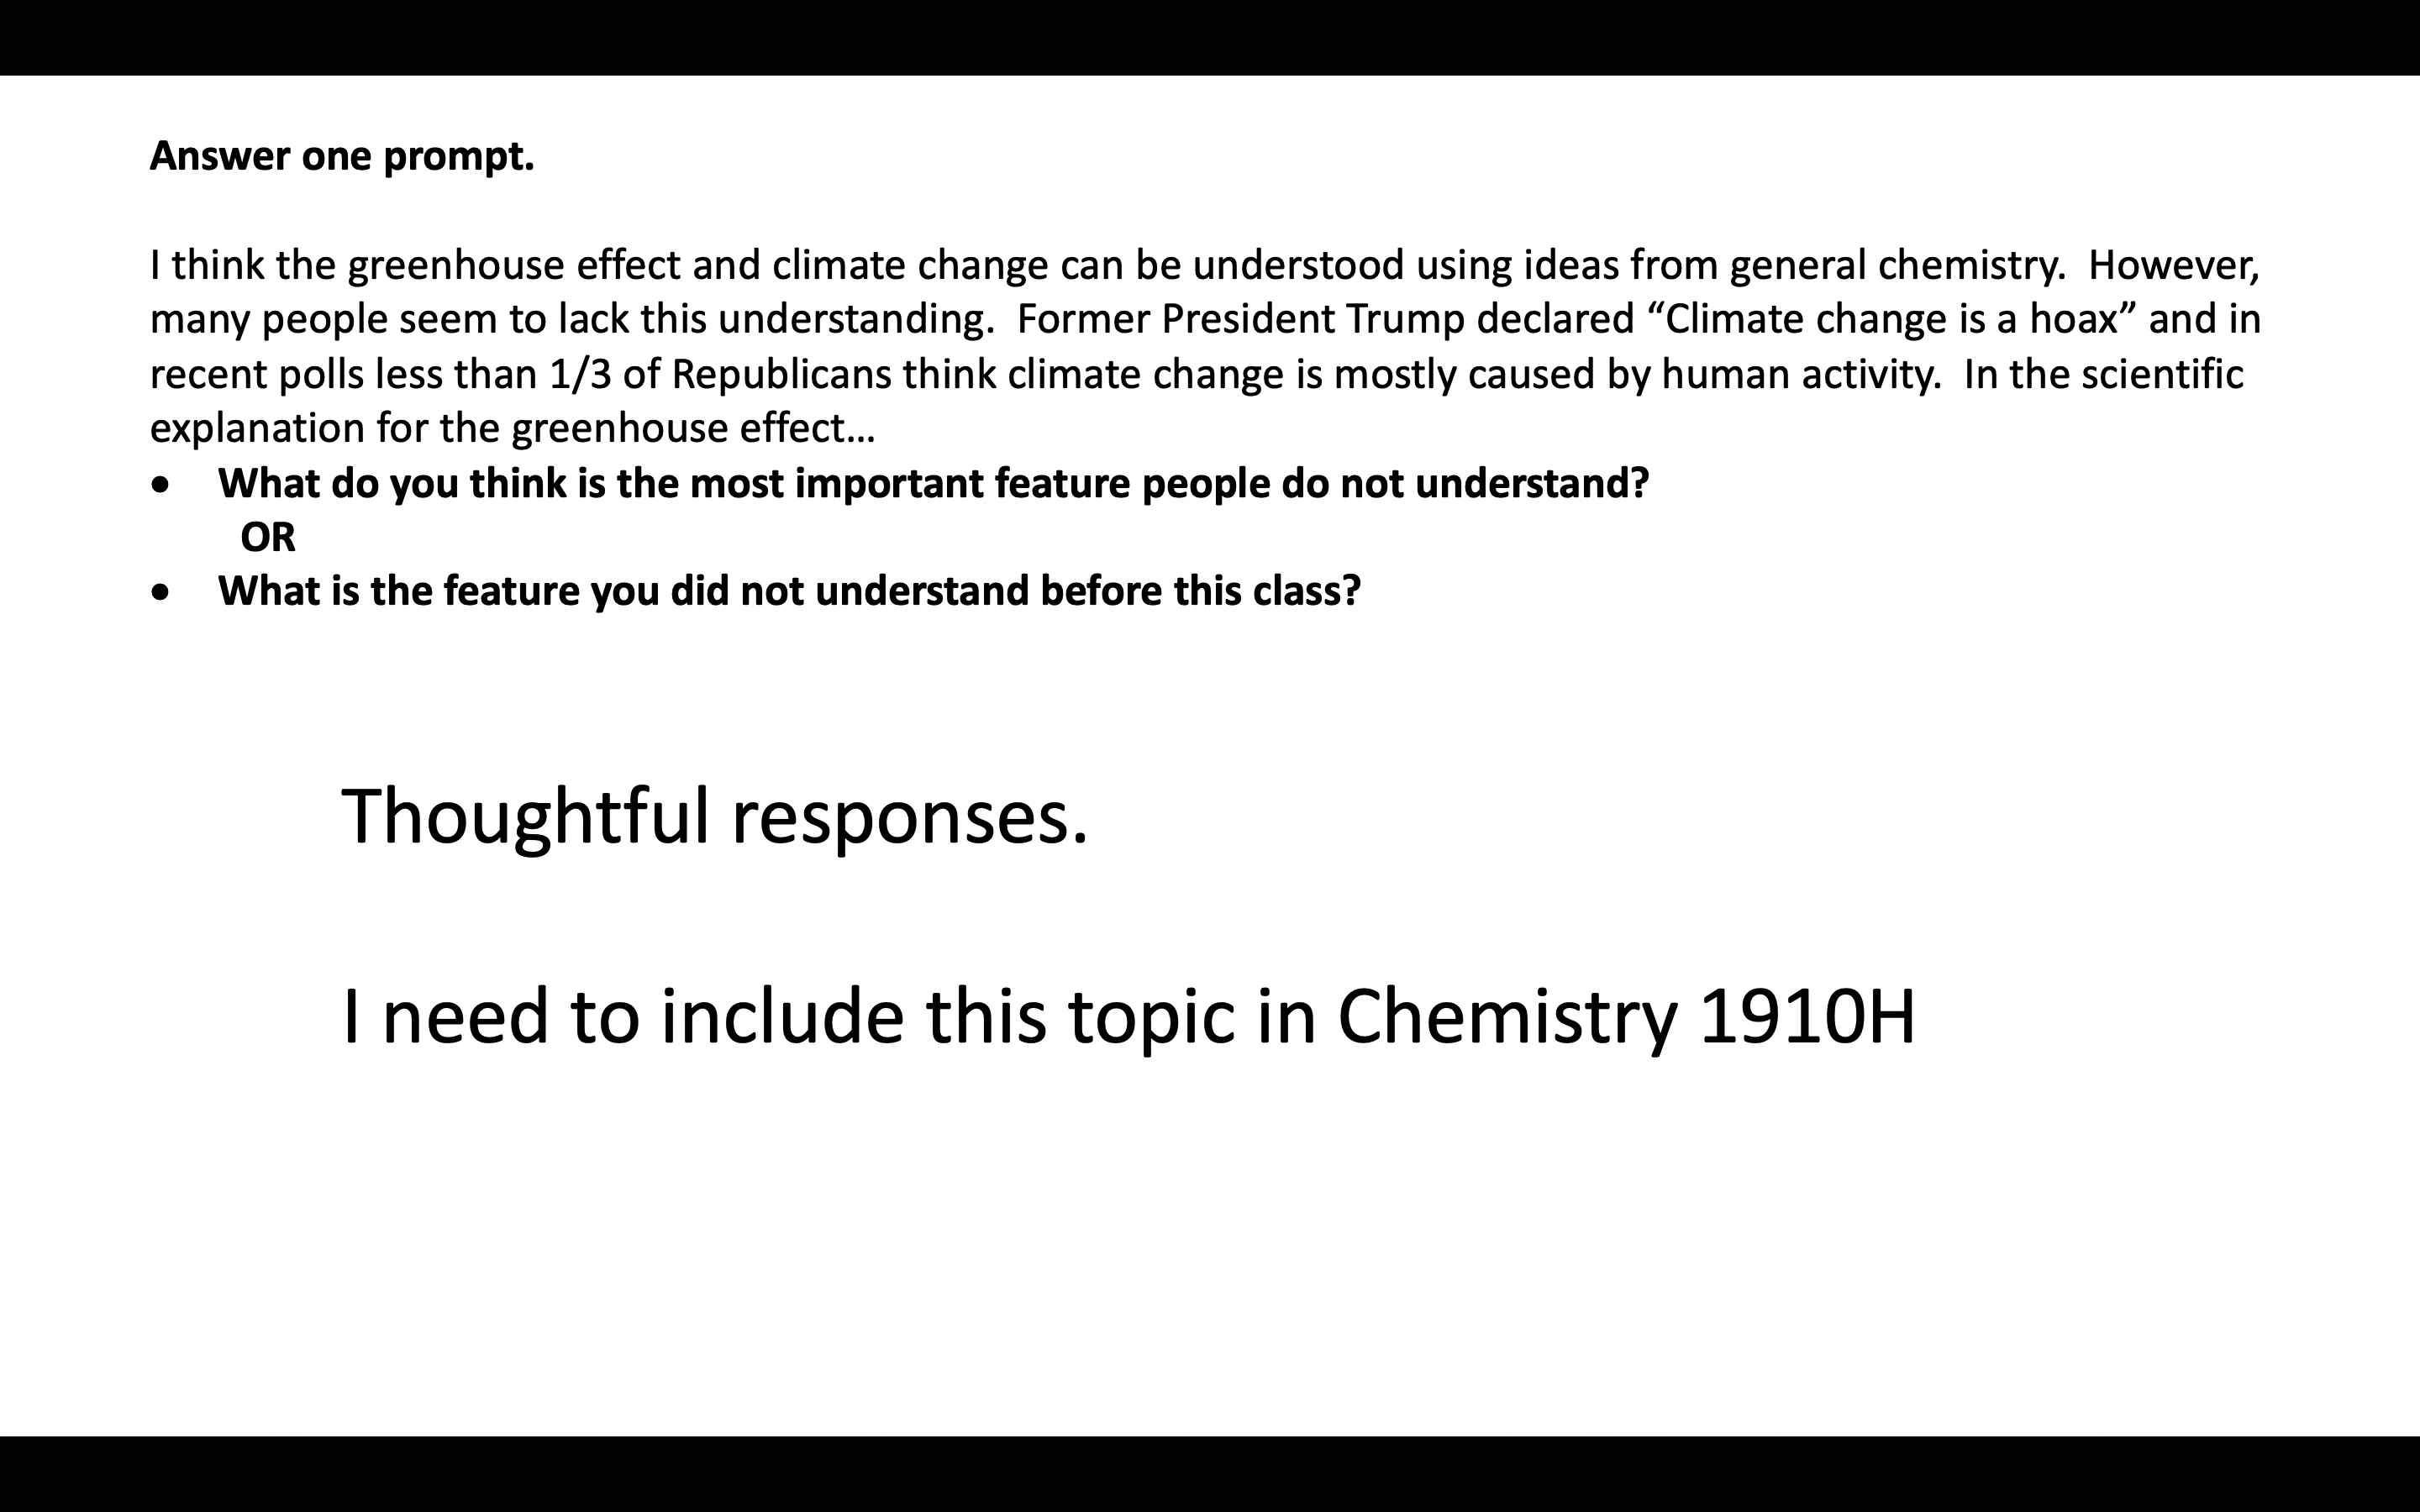 Answer one prompt.
I think the greenhouse effect and climate change can be understood using ideas from general chemistry.  However,
many people seem to lack this understanding.  Former President Trump declared “Climate change is a hoax” and in
recent polls less than 1/3 of Republicans think climate change is mostly caused by human activity.  In the scientific
explanation for the greenhouse effect…
• What do you think is the most important feature people do not understand?
OR
• What is the feature you did not understand before this class?
Thoughtful responses.
I need to include this topic in Chemistry 1910H